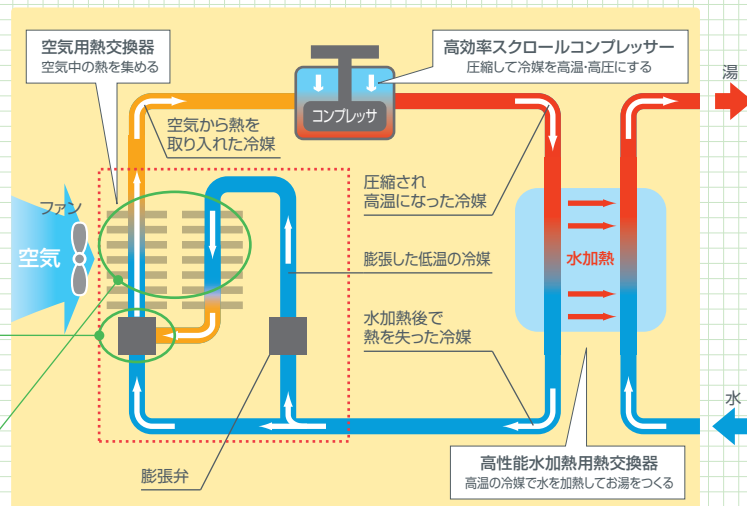 空気用熱交換器
空気中の熱を集める
高効率スクロールコンプレッサー
圧縮して冷媒を高温・高圧にする
湯
コンプレッサ
空気から熱を
取り入れた冷媒
圧縮され
高温になった冷媒
ファン
空気
膨張した低温の冷媒
水加熱
水加熱後で
熱を失った冷媒
水
膨張弁
高性能水加熱用熱交換器
高温の冷媒で水を加熱してお湯をつくる